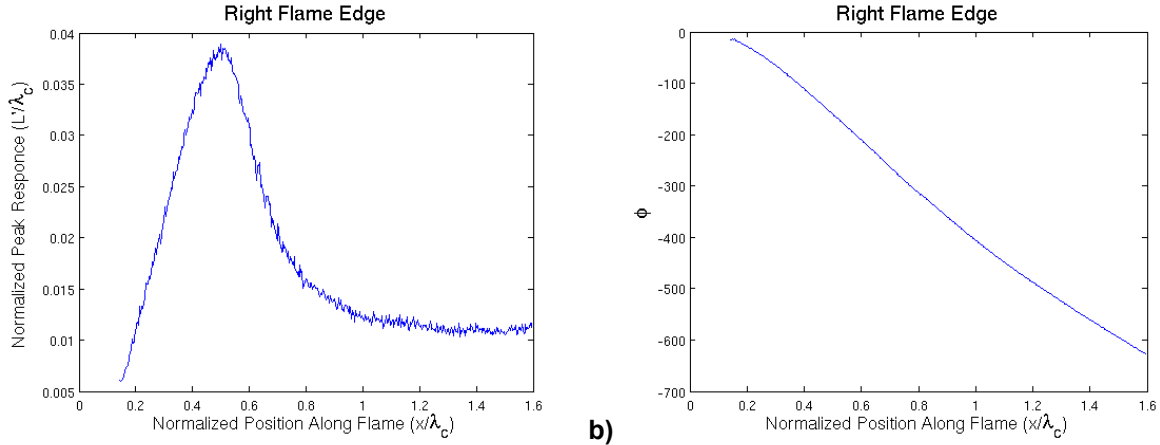 Right Flame Edge
0.04
0.035
0.03
0.025
0.02
0.015
0.01
0.005
0 0.2 0.4 0.6 0.8 1 1.2 1.4 1.6
Normalized Peak Responce (L'/λc)
Normalized Position Along Flame (x/λc)
b)
Right Flame Edge
0
-100
-200
-300
-400
-500
-600
-700
0 0.2 0.4 0.6 0.8 1 1.2 1.4 1.6
ϕ
Normalized Position Along Flame (x/λc)